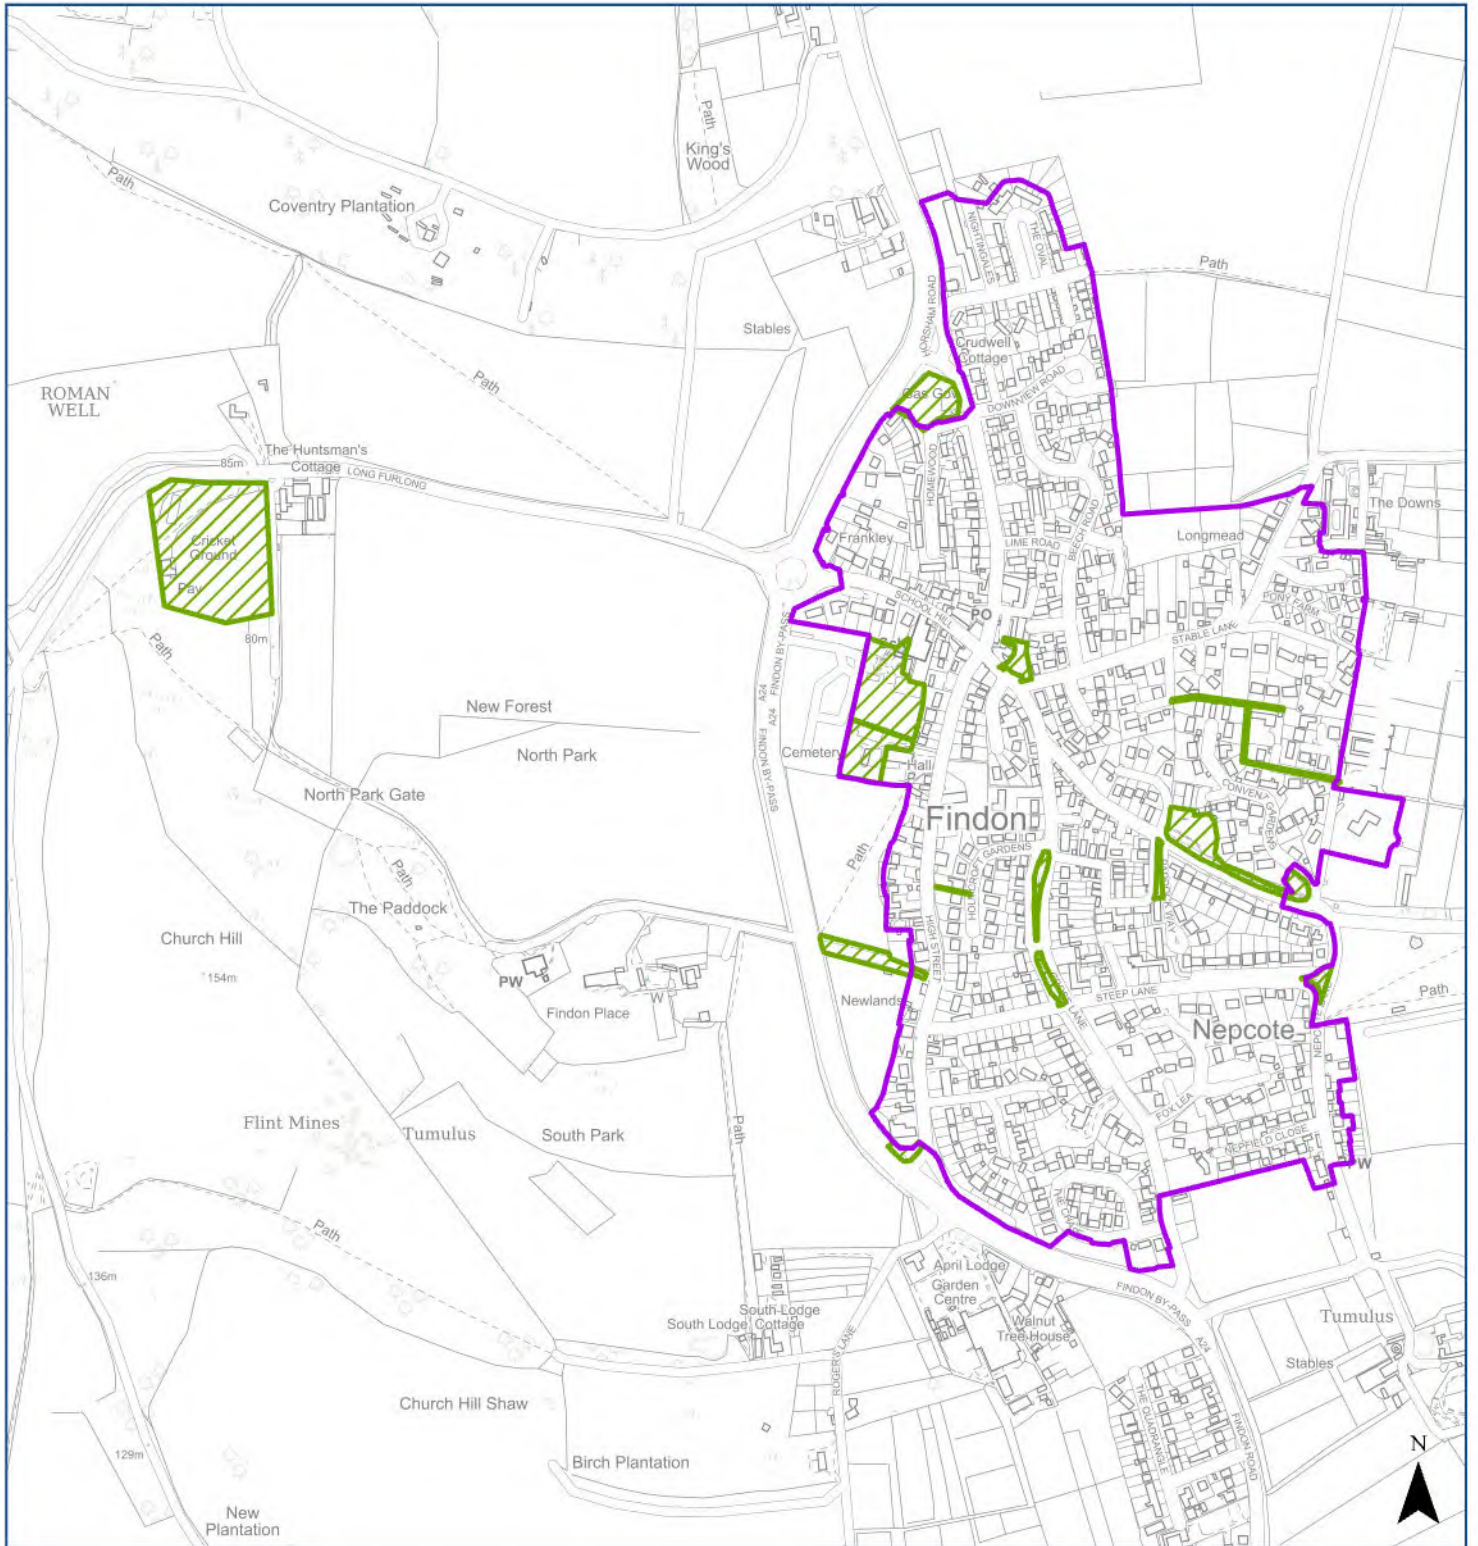 Path
King's
Wood
Path
Coventry Plantation
NIGHTINGALES
THE OVAL
Path
Stables
HORSHAM ROAD
Crudwell
Cottage
Path
ROMAN
WELL
Gas Gov
DOWNVIEW ROAD
The Huntsman's
Cottage
LONG FURLONG
85m
HOMEWOOD
The Downs
BEECH ROAD
Cricket
Ground
Frankley
LIME ROAD
Longmead
Pav
SCHOOL HILL
PO
PONY FARM
80m
Path
STABLE LANE
A24
FINDON BY-PASS
A24
FINDON BY-PASS
New Forest
North Park
Cemetery
Hall
North Park Gate
CONVENT GARDENS
Findon
Path
HOLMCROFT GARDENS
Path
The Paddock
HIGH STREET
Church Hill
154m
PW
W
Findon Place
Newlands
STEEP LANE
LANE
Path
Nepcote
Flint Mines
Tumulus
South Park
Path
FOX LEA
NEPFIELD CLOSE
PW
Path
136m
April Lodge
Garden
Centre
FINDON BY-PASS
A24
South Lodge
South Lodge Cottage
Walnut
Tree House
Tumulus
Stables
ROGER'S LANE
Church Hill Shaw
THE QUADRANGLE
FINDON ROAD
129m
Birch Plantation
N
New
Plantation